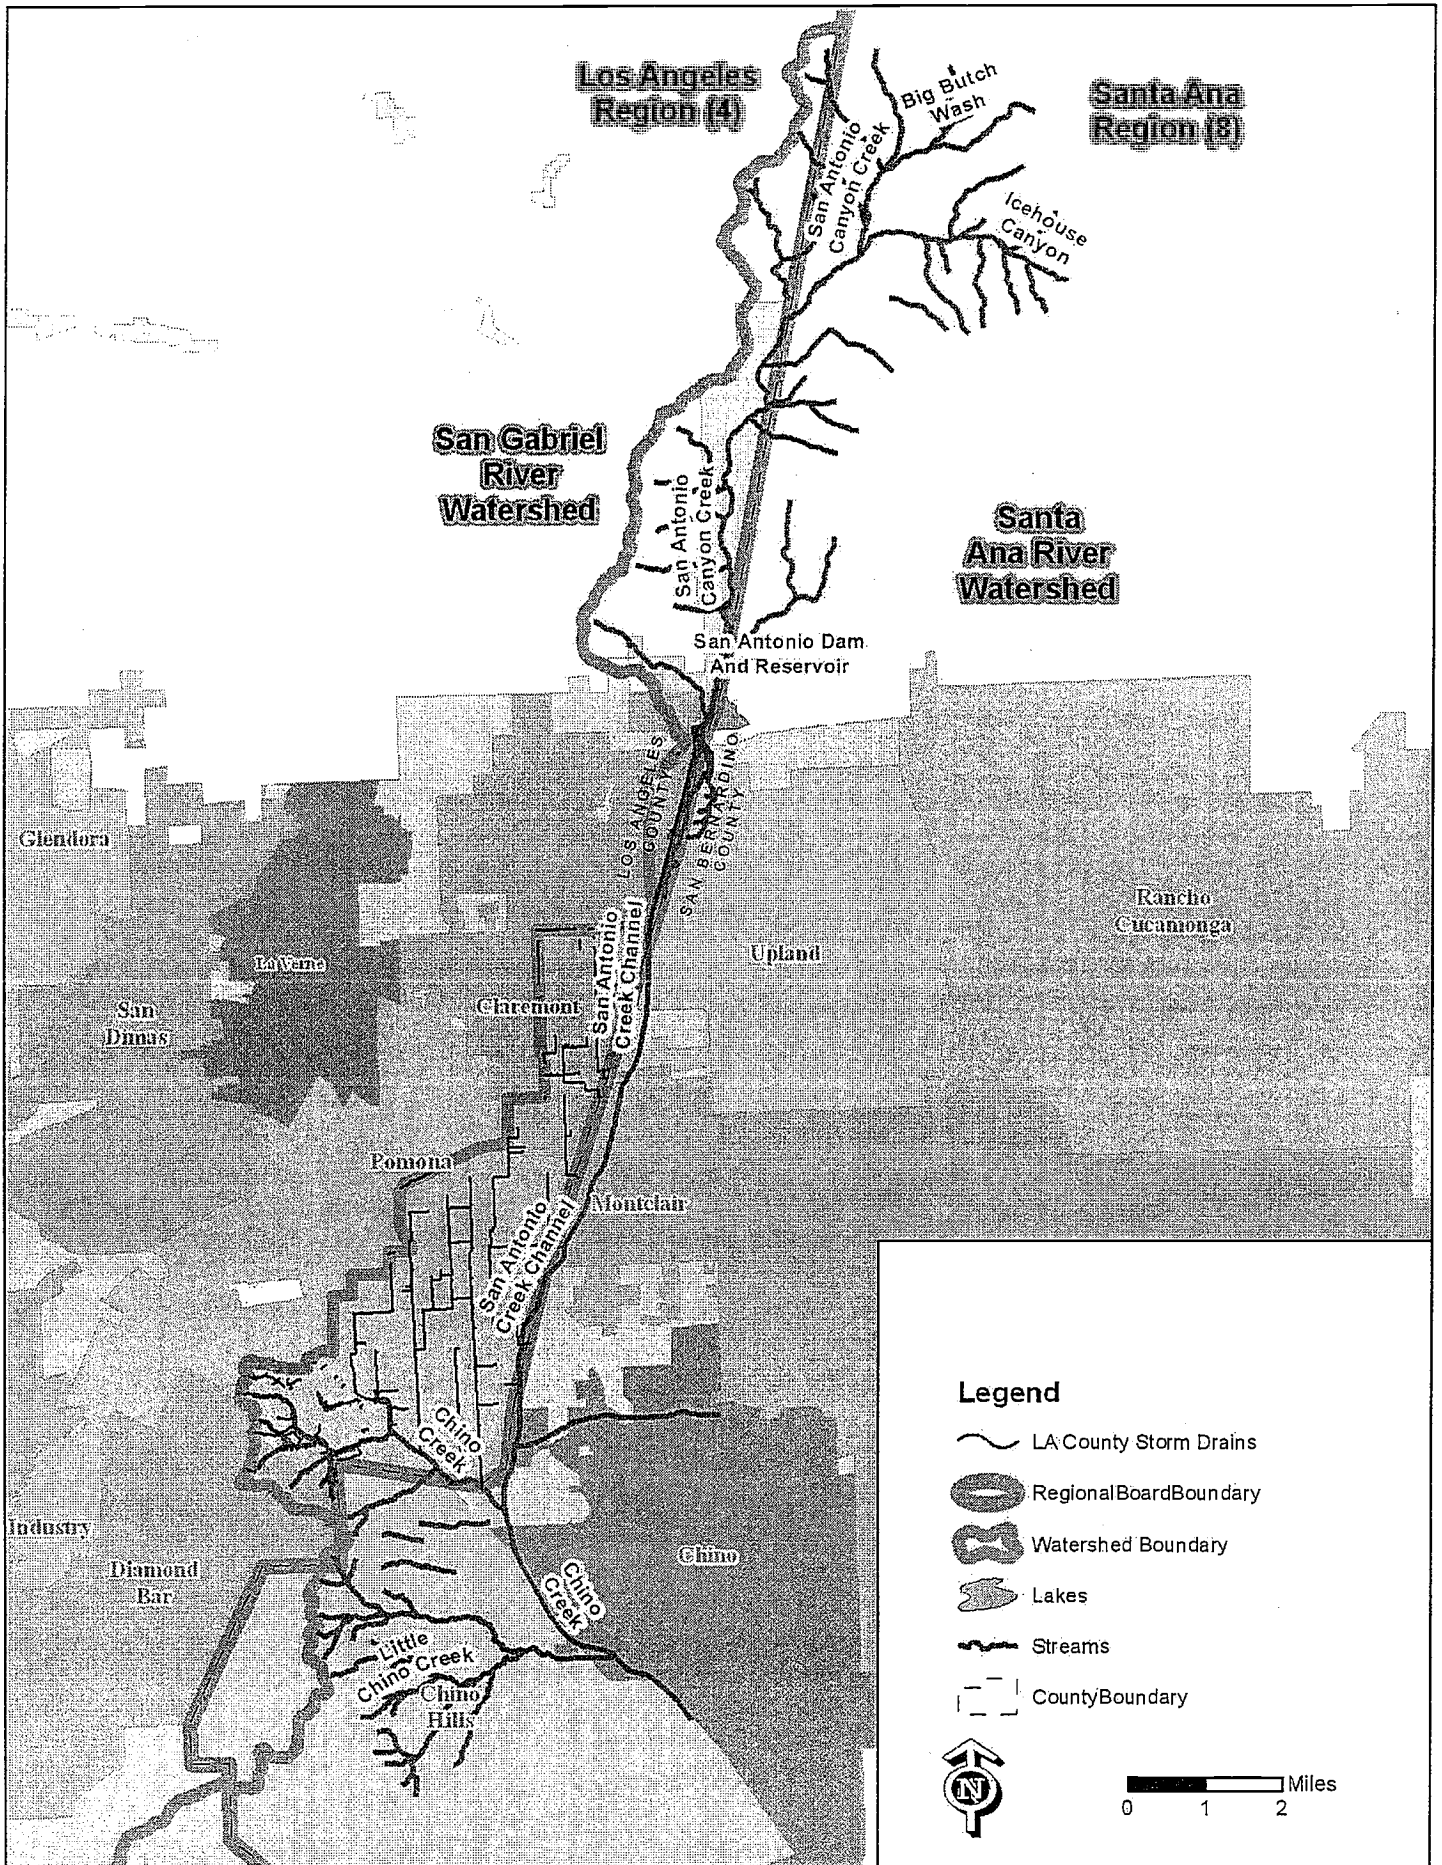 Los Angeles
Region (4)
Big Butch
Wash
Santa Ana
Region (8)
San Antonio
Canyon Creek
Icehouse
Canyon
San Gabriel
River
Watershed
San Antonio
Canyon Creek
Santa
Ana River
Watershed
San Antonio Dam
And Reservoir
LOS ANGELES
COUNTY
SAN BERNARDINO
COUNTY
Glendora
Rancho
Cucamonga
La Verne
San Antonio
Creek Channel
Upland
Claremont
San
Dimas
Pomona
Montclair
San Antonio
Creek Channel
Chino
Creek
Industry
Diamond
Bar
Chino
Chino
Creek
Little
Chino Creek
Chino
Hills
Legend
LA County Storm Drains
RegionalBoardBoundary
Watershed Boundary
Lakes
Streams
CountyBoundary
N
Miles
0 1 2